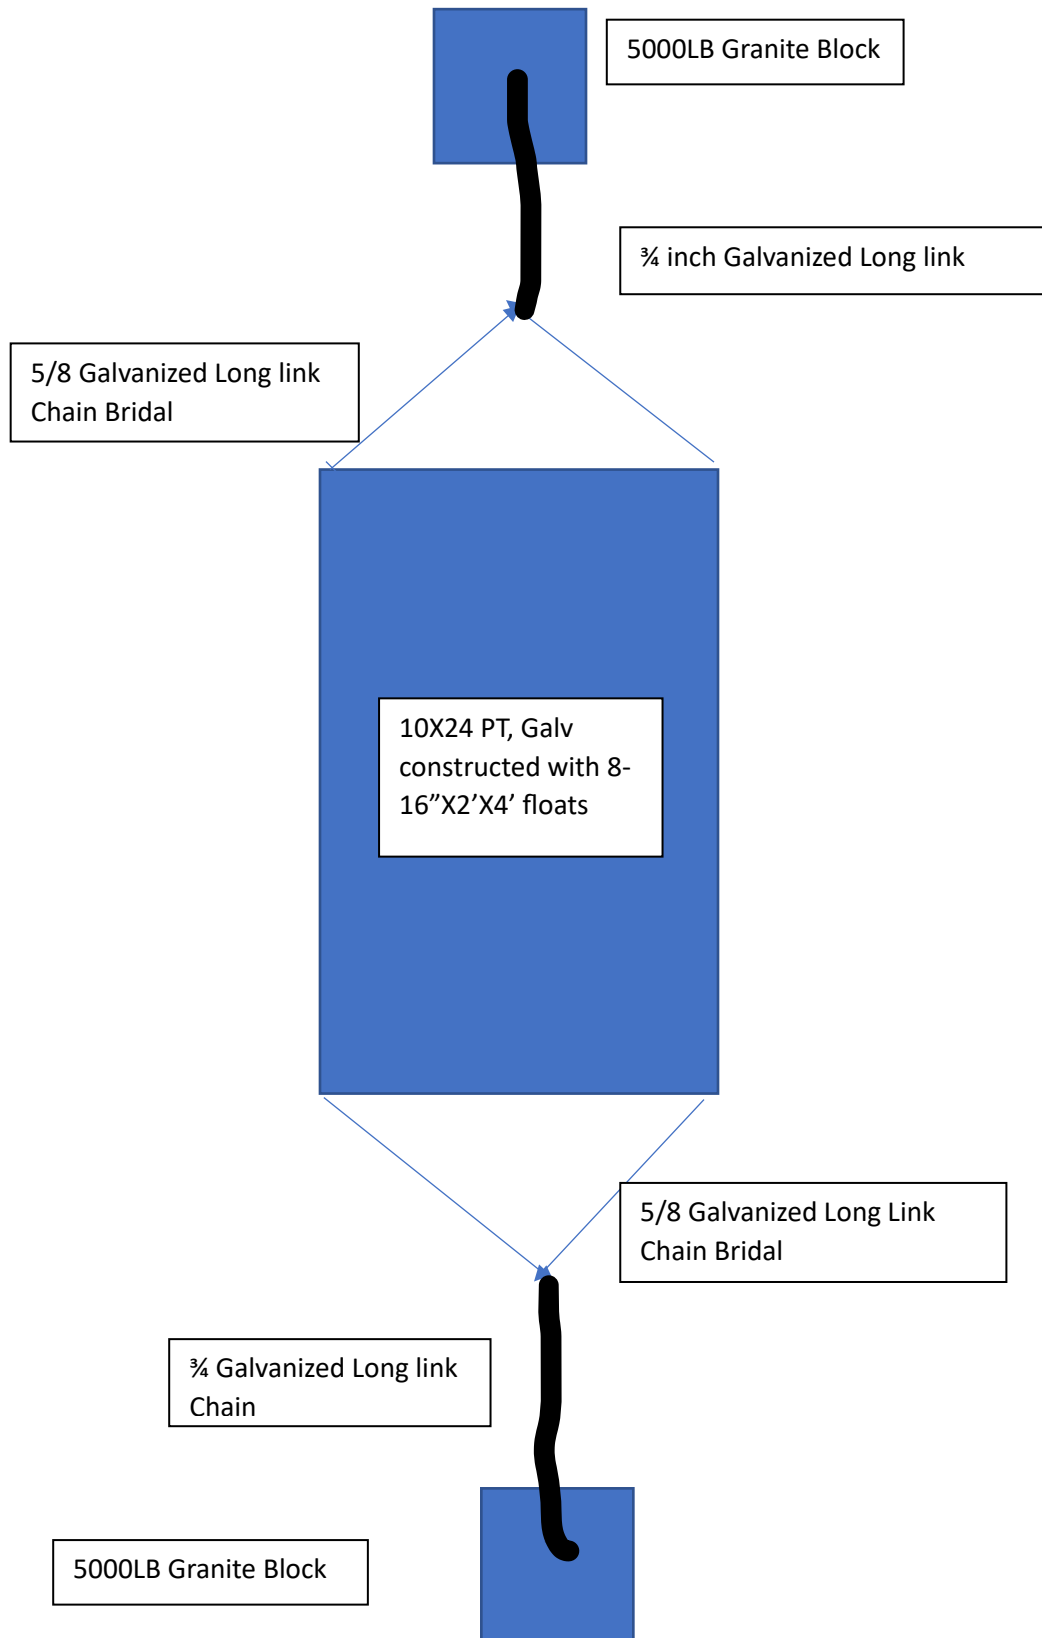 5000LB Granite Block
¾ inch Galvanized Long link
5/8 Galvanized Long link
Chain Bridal
10X24 PT, Galv
constructed with 8-
16”X2’X4’ floats
5/8 Galvanized Long Link
Chain Bridal
¾ Galvanized Long link
Chain
5000LB Granite Block